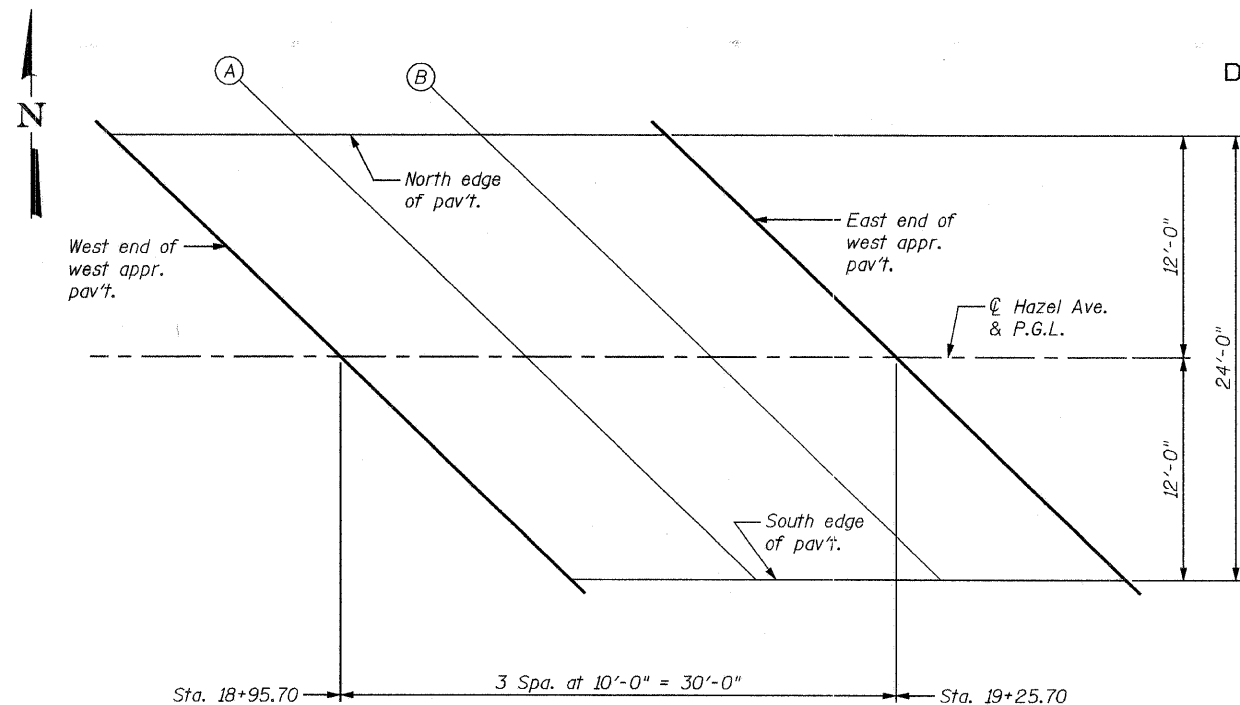 A
B
D
N
North edge
of pav't.
West end of
west appr.
pav't.
East end of
west appr.
pav't.
12'-0"
℄ Hazel Ave.
& P.G.L.
24'-0"
12'-0"
South edge
of pav't.
3 Spa. at 10'-0" = 30'-0"
Sta. 18+95.70
Sta. 19+25.70